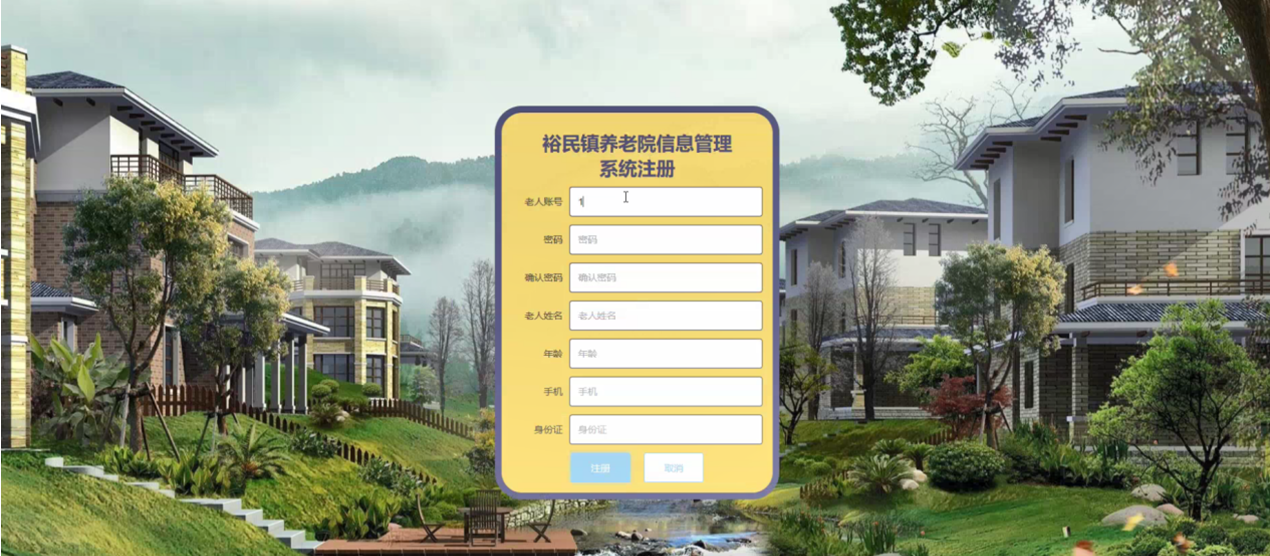 裕民镇养老院信息管理
系统注册
老人账号 1
密码 密码
确认密码 确认密码
老人姓名 老人姓名
年龄 年龄
手机 手机
身份证 身份证
注册 取消